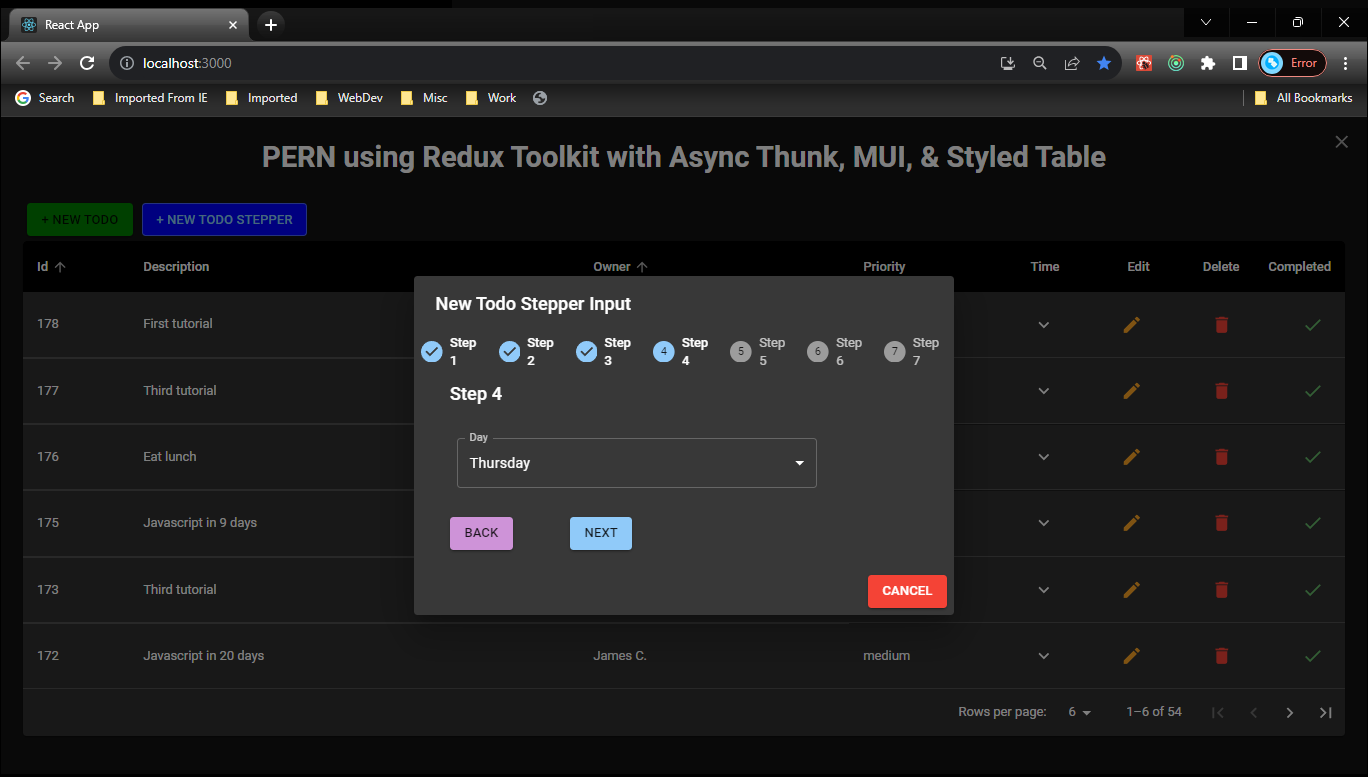 React App
localhost:3000
Error
Search Imported From IE Imported WebDev Misc Work All Bookmarks
PERN using Redux Toolkit with Async Thunk, MUI, & Styled Table
+ NEW TODO + NEW TODO STEPPER
Id Description Owner Priority Time Edit Delete Completed
178 First tutorial
177 Third tutorial
176 Eat lunch
175 Javascript in 9 days
173 Third tutorial
172 Javascript in 20 days James C. medium
Rows per page: 6 1–6 of 54
New Todo Stepper Input
Step 1
Step 2
Step 3
4 Step 4
5 Step 5
6 Step 6
7 Step 7
Step 4
Day
Thursday
BACK NEXT
CANCEL